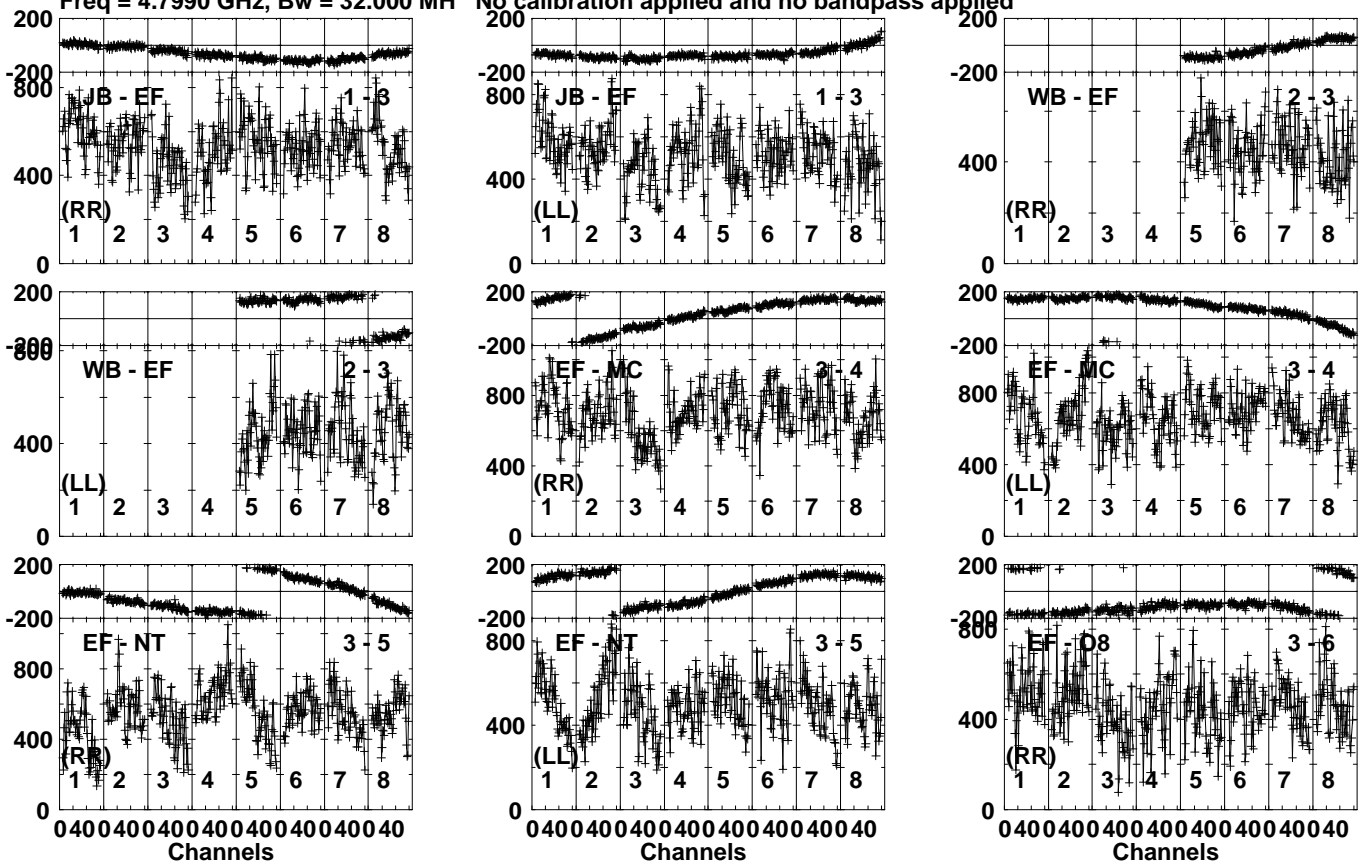 Freq = 4.7990 GHz, Bw = 32.000 MH No calibration applied and no bandpass applied
200 200 200
-200 -200 -200
800 800
JB - EF 1 - 3 JB - EF 1 - 3 WB - EF 2 - 3
400 400 400
(RR) (LL) (RR)
1 2 3 4 5 6 7 8 1 2 3 4 5 6 7 8 1 2 3 4 5 6 7 8
0 0 0
200 200 200
-200 -200 -200
800
WB - EF 2 - 3 EF - MC 3 - 4 EF - MC 3 - 4
800 800
400 400 400
(LL) (RR) (LL)
1 2 3 4 5 6 7 8 1 2 3 4 5 6 7 8 1 2 3 4 5 6 7 8
0 0 0
200 200 200
-200 -200 -200
EF - NT 3 - 5 EF - NT 3 - 5 EF - O8 3 - 6
800 800 800
400 400 400
(RR) (LL) (RR)
1 2 3 4 5 6 7 8 1 2 3 4 5 6 7 8 1 2 3 4 5 6 7 8
0 0 0
0 40 0 40 0 40 0 40 0 40 0 40 0 40 0 40 0 40 0 40 0 40 0 40 0 40 0 40 0 40 0 40 0 40 0 40 0 40 0 40 0 40 0 40 0 40 0 40
Channels Channels Channels